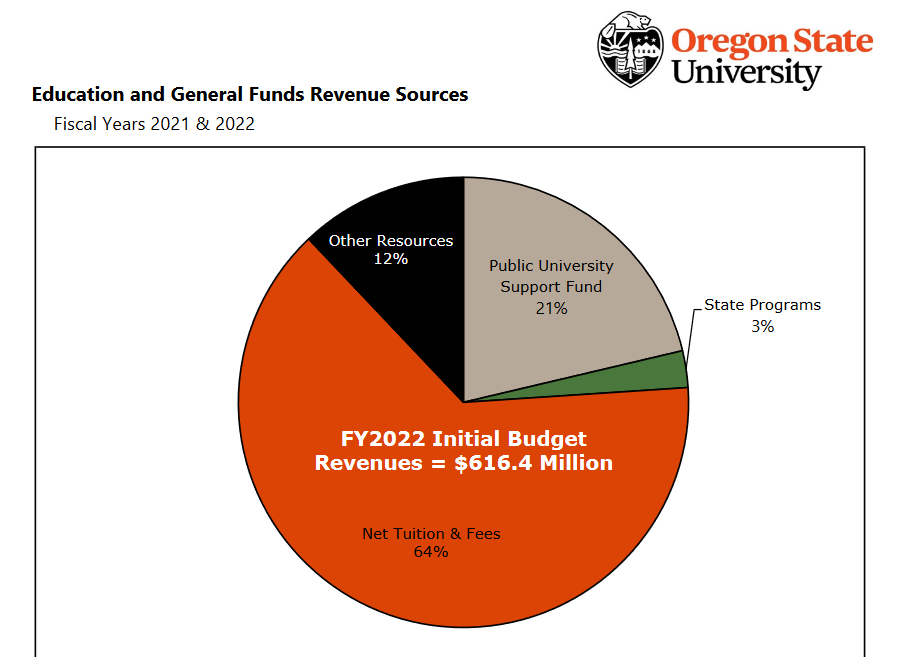 Oregon State
University
Education and General Funds Revenue Sources
Fiscal Years 2021 & 2022
Other Resources
12%
Public University
Support Fund
21%
State Programs
3%
FY2022 Initial Budget
Revenues = $616.4 Million
Net Tuition & Fees
64%